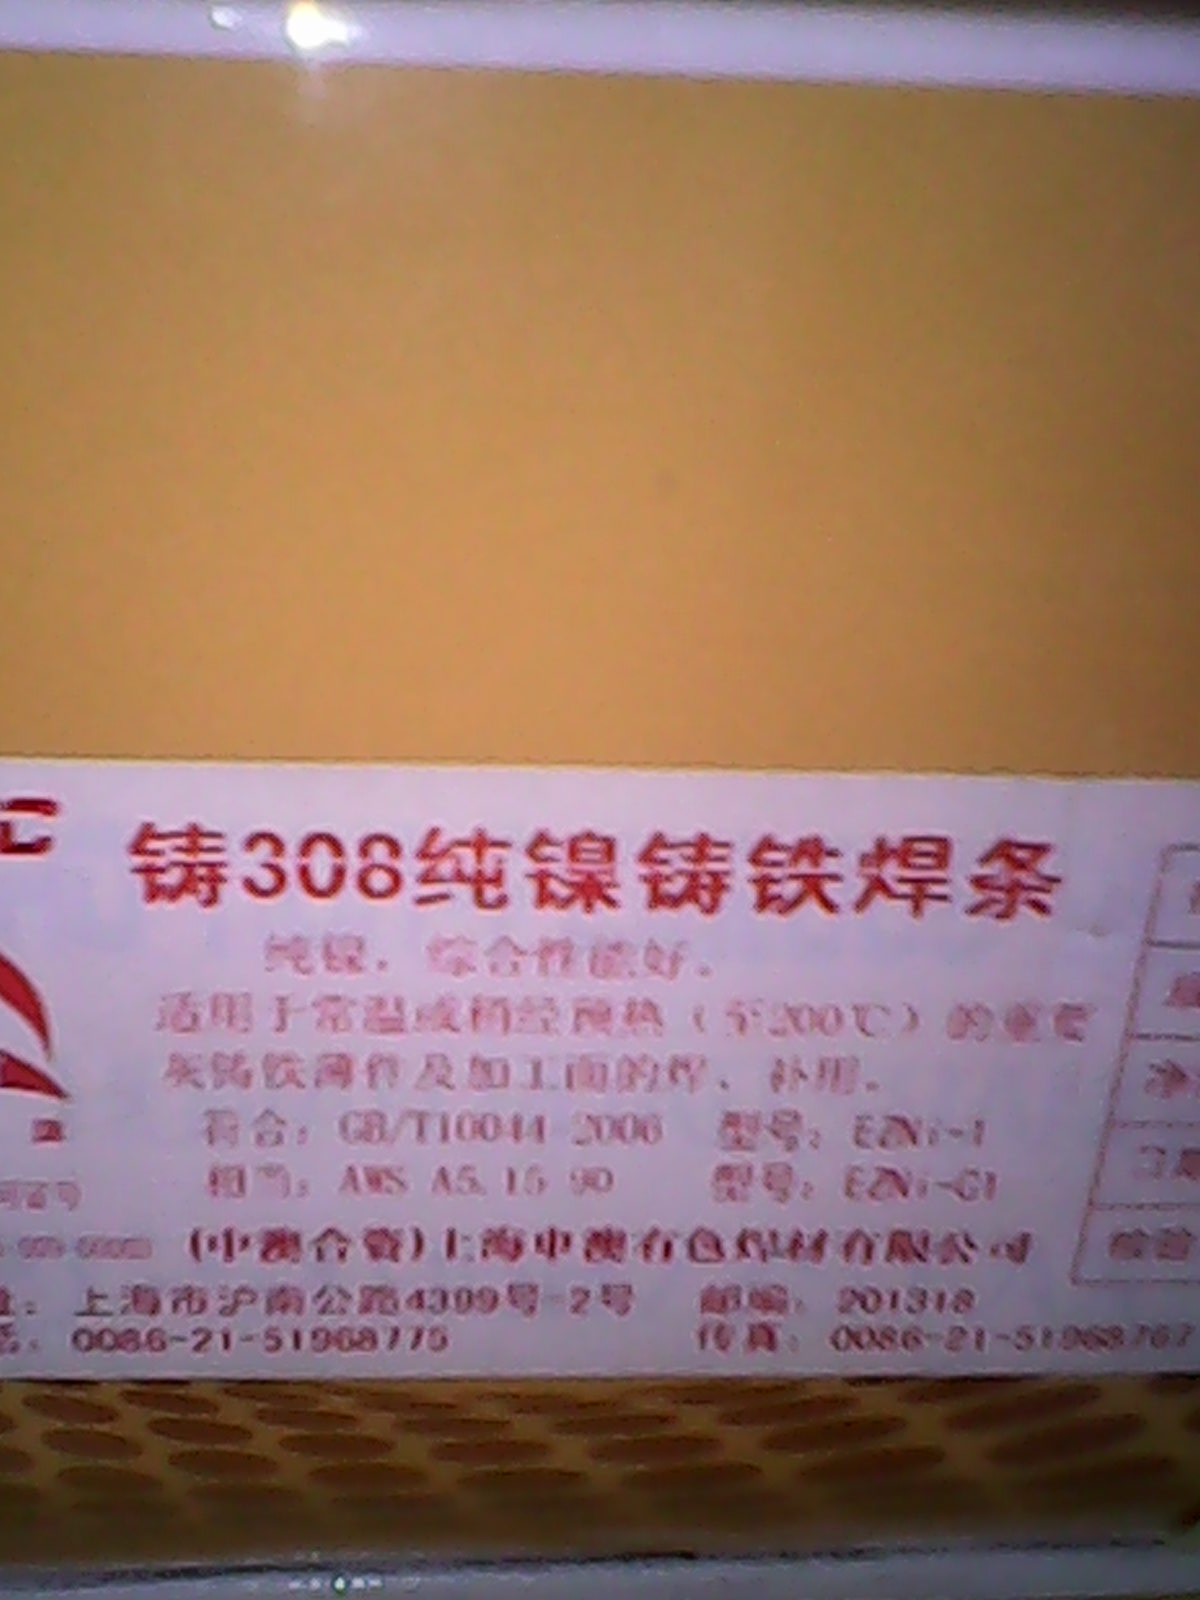 铸308纯镍铸铁焊条
纯镍，综合性能好。
适用于常温或稍经预热（至200℃）的重要
灰铸铁薄件及加工面的焊、补用。
符合：GB/T10044-2006 型号：EZNi-1
相当：AWS A5.15-90 型号：EZNi-C1
(中澳合资)上海中澳有色焊材有限公司
上海市沪南公路4399号-2号 邮编：201318
0086-21-51968775 传真：0086-21-51968767